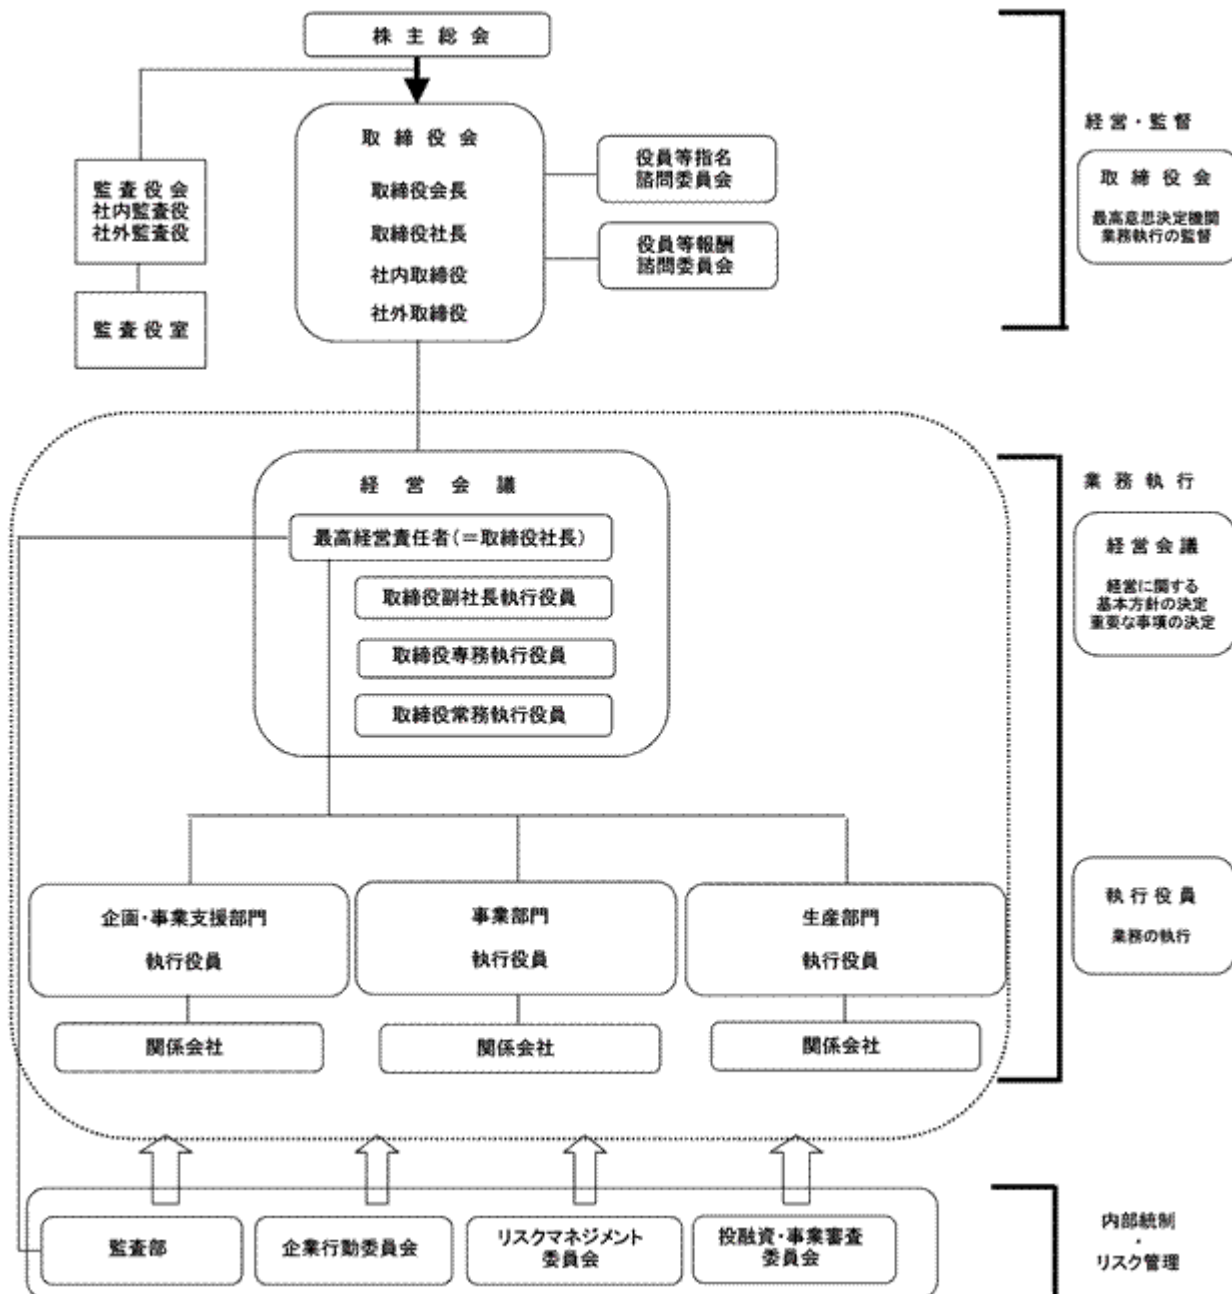 株主総会
取締役会
取締役会長
取締役社長
社内取締役
社外取締役
監査役会
社内監査役
社外監査役
監査役室
役員等指名
諮問委員会
役員等報酬
諮問委員会
経営・監督
取締役会
最高意思決定機関
業務執行の監督
経営会議
最高経営責任者(=取締役社長)
取締役副社長執行役員
取締役専務執行役員
取締役常務執行役員
業務執行
経営会議
経営に関する
基本方針の決定
重要な事項の決定
企画・事業支援部門
執行役員
事業部門
執行役員
生産部門
執行役員
執行役員
業務の執行
関係会社
関係会社
関係会社
監査部
企業行動委員会
リスクマネジメント
委員会
投融資・事業審査
委員会
内部統制
・
リスク管理